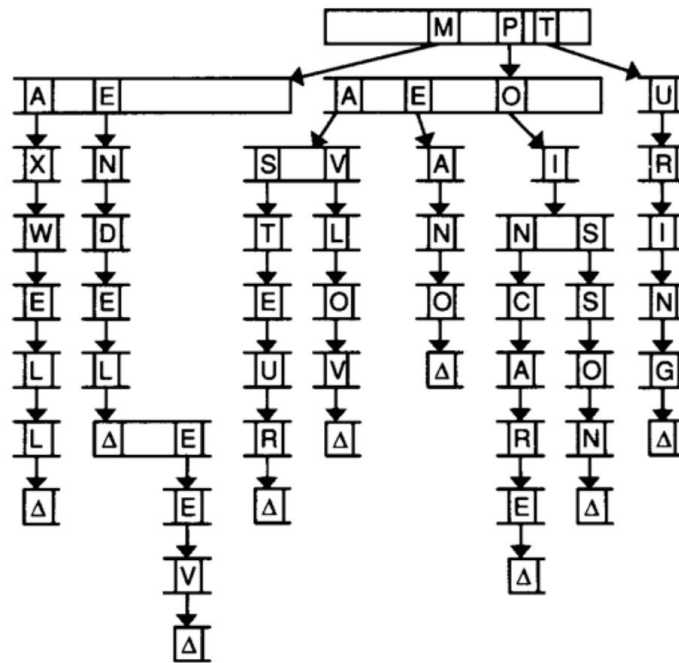 M P T
A E A E O U
X N S V A I R
W D T L N N S I
E E E O O C S N
L L U V Δ A O G
L Δ E R Δ R N Δ
Δ E Δ E Δ
V Δ
Δ